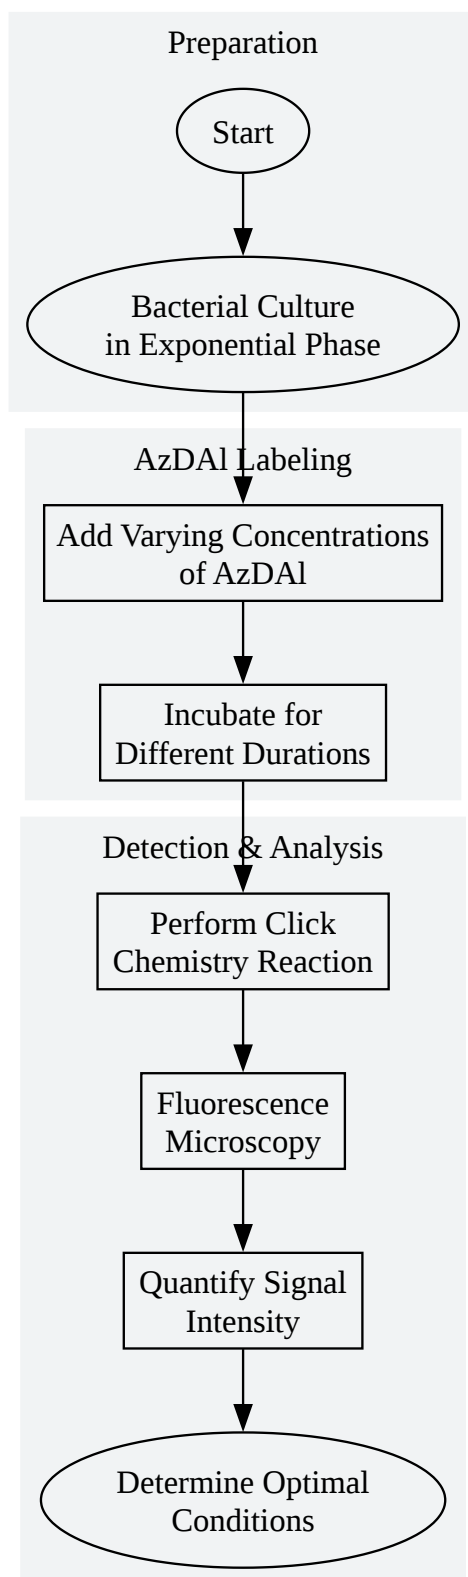 Preparation
Start
Bacterial Culture
in Exponential Phase
AzDAl Labeling
Add Varying Concentrations
of AzDAl
Incubate for
Different Durations
Detection & Analysis
Perform Click
Chemistry Reaction
Fluorescence
Microscopy
Quantify Signal
Intensity
Determine Optimal
Conditions